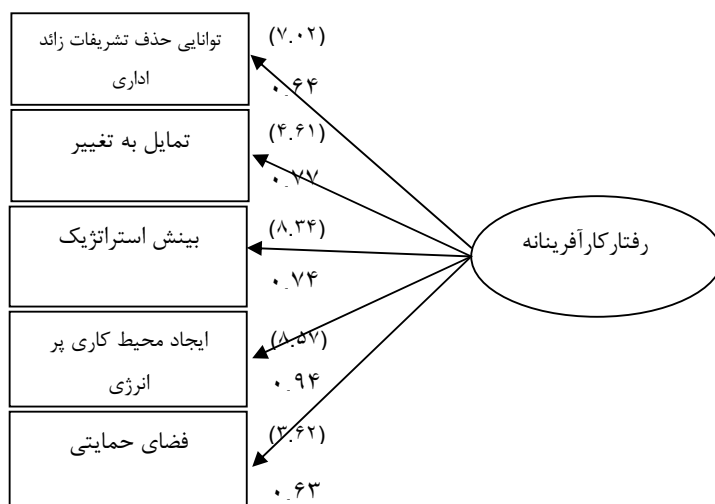 توانایی حذف تشریفات زائد
اداری
(۷.۰۲)
۰.۶۴
تمایل به تغییر
(۴.۶۱)
۰.۷۷
بینش استراتژیک
(۸.۳۴)
۰.۷۴
ایجاد محیط کاری پر
انرژی
(۸.۵۷)
۰.۹۴
فضای حمایتی
(۳.۶۲)
۰.۶۳
رفتارکارآفرینانه